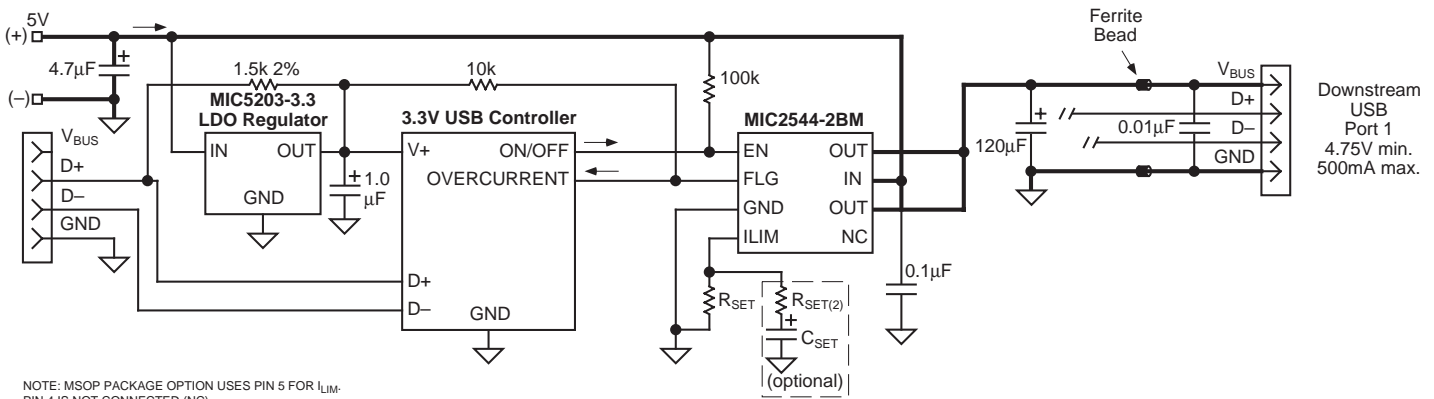 5V
(+)
4.7µF
+
(–)
1.5k 2%
10k
100k
MIC5203-3.3
LDO Regulator
IN
OUT
GND
+
1.0
µF
3.3V USB Controller
V+
ON/OFF
OVERCURRENT
D+
D–
GND
VBUS
D+
D–
GND
MIC2544-2BM
EN
FLG
GND
ILIM
OUT
IN
OUT
NC
RSET
RSET(2)
+
CSET
(optional)
0.1µF
Ferrite
Bead
+
120µF
0.01µF
VBUS
D+
D–
GND
Downstream
USB
Port 1
4.75V min.
500mA max.
NOTE: MSOP PACKAGE OPTION USES PIN 5 FOR ILIM.
PIN 4 IS NOT CONNECTED (NC)